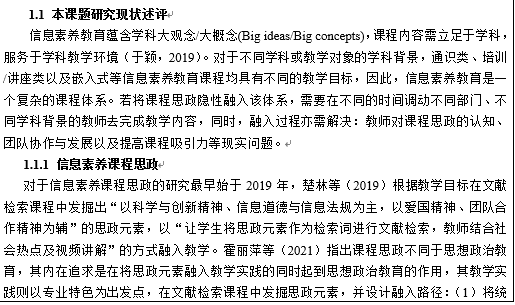 1.1 本课题研究现状述评
信息素养教育蕴含学科大观念/大概念(Big ideas/Big concepts)，课程内容需立足于学科，
服务于学科教学环境（于颖，2019）。对于不同学科或教学对象的学科背景，通识类、培训
/讲座类以及嵌入式等信息素养教育课程均具有不同的教学目标，因此，信息素养教育是一
个复杂的课程体系。若将课程思政隐性融入该体系，需要在不同的时间调动不同部门、不
同学科背景的教师去完成教学内容，同时，融入过程亦需解决：教师对课程思政的认知、
团队协作与发展以及提高课程吸引力等现实问题。
1.1.1 信息素养课程思政
对于信息素养课程思政的研究最早始于 2019 年，楚林等（2019）根据教学目标在文献
检索课程中发掘出“以科学与创新精神、信息道德与信息法规为主，以爱国精神、团队合
作精神为辅”的思政元素，以“让学生将思政元素作为检索词进行文献检索，教师结合社
会热点及视频讲解”的方式融入教学。霍丽萍等（2021）指出课程思政不同于思想政治教
育，其内在追求是在将思政元素融入教学实践的同时起到思想政治教育的作用，其教学实
践则以专业特色为出发点，在文献检索课程中发掘思政元素，并设计融入路径：（1）将统